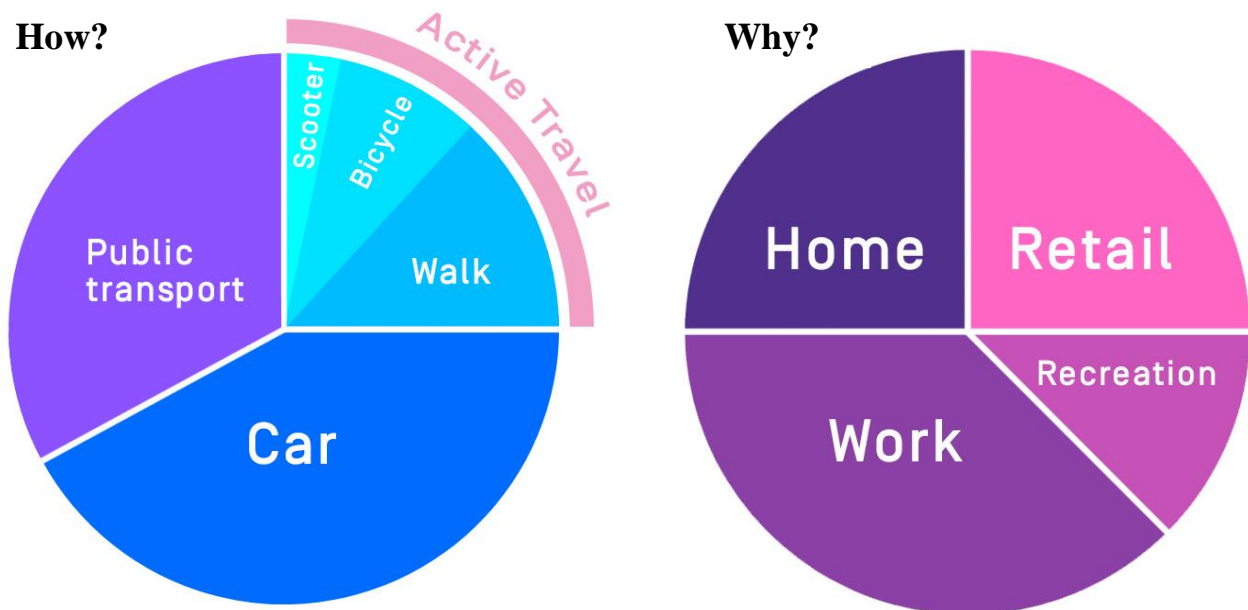 How?
Active Travel
Scooter
Bicycle
Walk
Public
transport
Car
Why?
Home
Retail
Recreation
Work